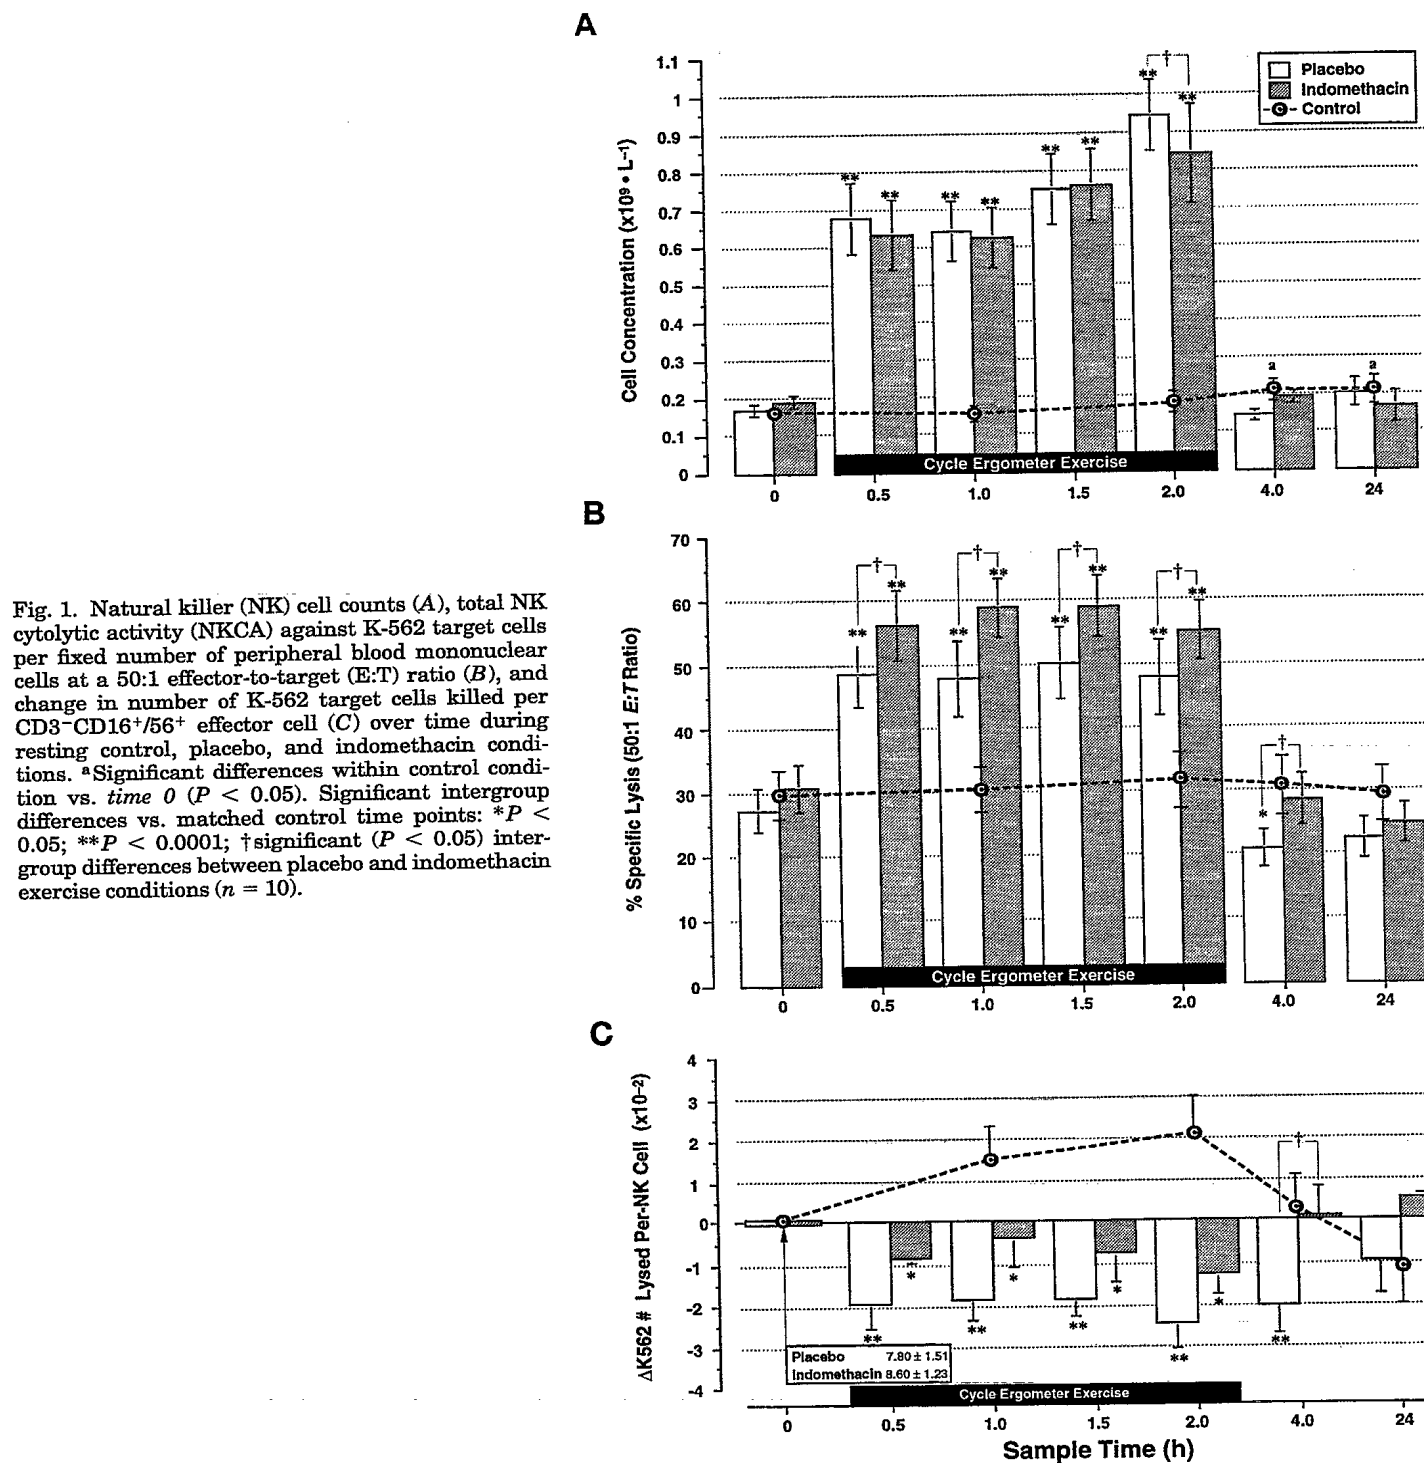 A
1.1
1
0.9
0.8
0.7
0.6
0.5
0.4
0.3
0.2
0.1
0
Cell Concentration (x10⁹ • L⁻¹)
Placebo
Indomethacin
Control
** ** ** ** ** ** ** † **
a a
Cycle Ergometer Exercise
0 0.5 1.0 1.5 2.0 4.0 24
B
70
60
50
40
30
20
10
0
% Specific Lysis (50:1 E:T Ratio)
† † † †
** ** ** ** ** ** ** **
†
*
Cycle Ergometer Exercise
0 0.5 1.0 1.5 2.0 4.0 24
Fig. 1. Natural killer (NK) cell counts (A), total NK
cytolytic activity (NKCA) against K-562 target cells
per fixed number of peripheral blood mononuclear
cells at a 50:1 effector-to-target (E:T) ratio (B), and
change in number of K-562 target cells killed per
CD3⁻CD16⁺/56⁺ effector cell (C) over time during
resting control, placebo, and indomethacin condi-
tions. ᵃSignificant differences within control condi-
tion vs. time 0 (P < 0.05). Significant intergroup
differences vs. matched control time points: *P <
0.05; **P < 0.0001; †significant (P < 0.05) inter-
group differences between placebo and indomethacin
exercise conditions (n = 10).
C
4
3
2
1
0
-1
-2
-3
-4
ΔK562 # Lysed Per-NK Cell (x10⁻²)
†
* * * *
** ** ** ** **
Placebo 7.80 ± 1.51
Indomethacin 8.60 ± 1.23
Cycle Ergometer Exercise
0 0.5 1.0 1.5 2.0 4.0 24
Sample Time (h)